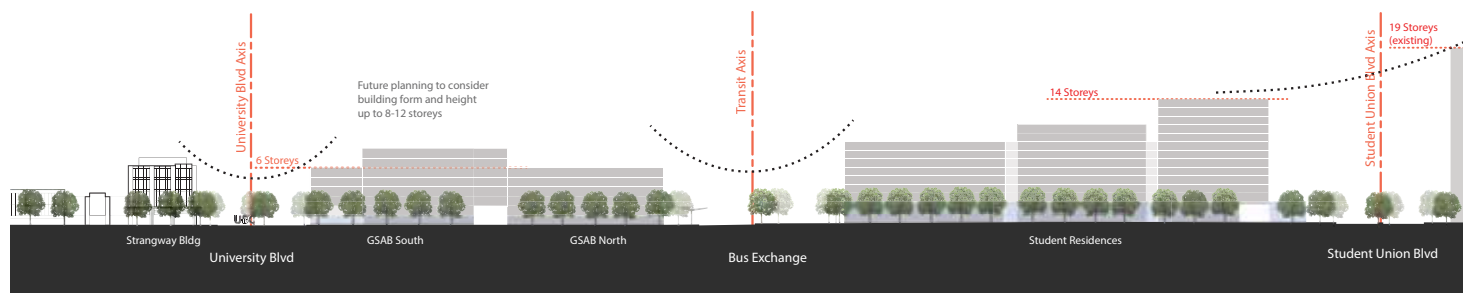 University Blvd Axis
Future planning to consider
building form and height
up to 8-12 storeys
6 Storeys
Transit Axis
14 Storeys
Student Union Blvd Axis
19 Storeys
(existing)
Strangway Bldg
GSAB South
GSAB North
Student Residences
University Blvd
Bus Exchange
Student Union Blvd